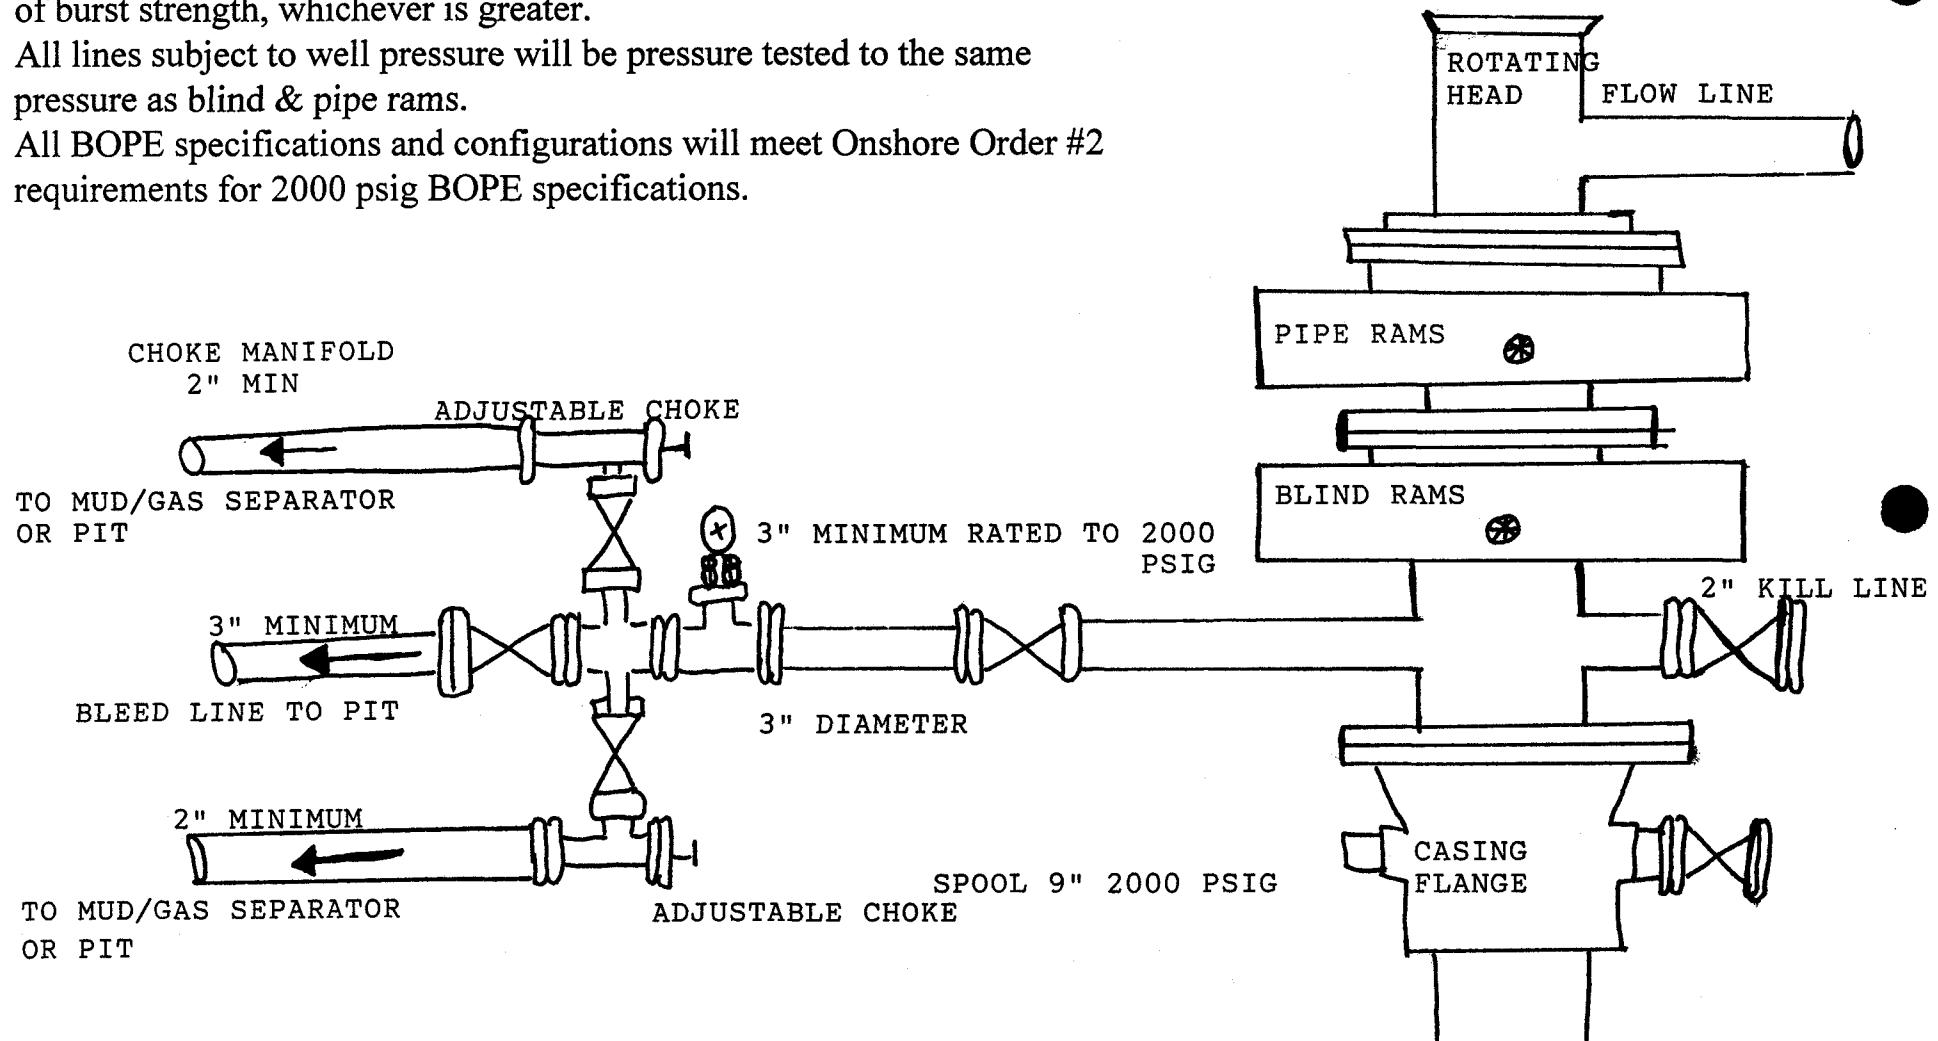 of burst strength, whichever is greater.
All lines subject to well pressure will be pressure tested to the same
pressure as blind & pipe rams.
All BOPE specifications and configurations will meet Onshore Order #2
requirements for 2000 psig BOPE specifications.
ROTATING
HEAD
FLOW LINE
PIPE RAMS
CHOKE MANIFOLD
2" MIN
ADJUSTABLE CHOKE
TO MUD/GAS SEPARATOR
OR PIT
BLIND RAMS
3" MINIMUM RATED TO 2000
PSIG
2" KILL LINE
3" MINIMUM
BLEED LINE TO PIT
3" DIAMETER
2" MINIMUM
CASING
FLANGE
SPOOL 9" 2000 PSIG
TO MUD/GAS SEPARATOR
OR PIT
ADJUSTABLE CHOKE